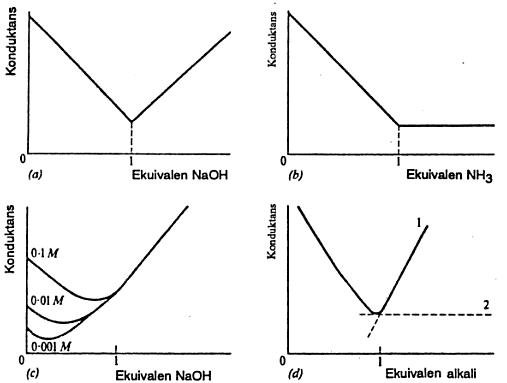 Konduktans
0
1
(a)
Ekuivalen NaOH
Konduktans
0
1
(b)
Ekuivalen NH3
Konduktans
0·1 M
0·01 M
0·001 M
0
1
(c)
Ekuivalen NaOH
Konduktans
1
2
0
1
(d)
Ekuivalen alkali